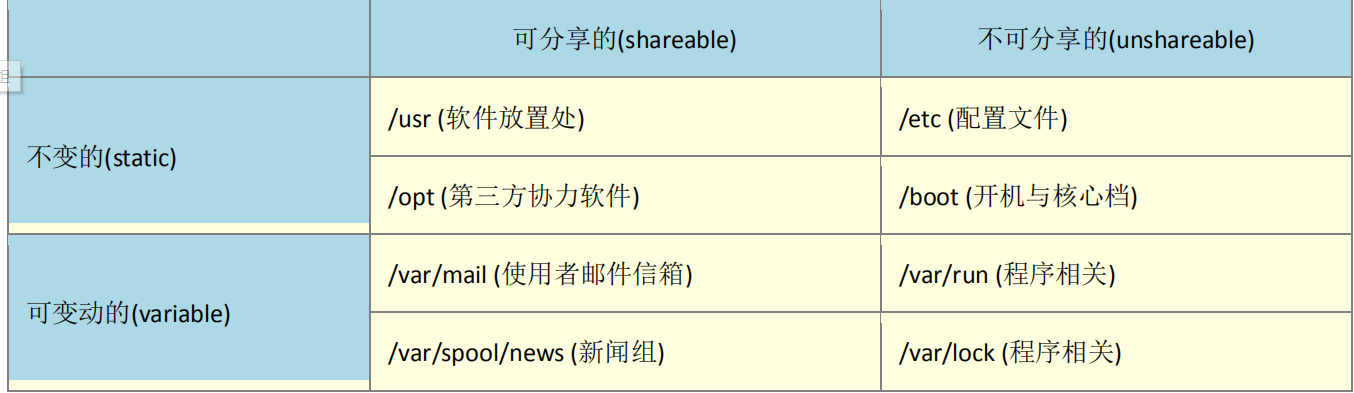 可分享的(shareable)
不可分享的(unshareable)
不变的(static)
/usr (软件放置处)
/etc (配置文件)
/opt (第三方协力软件)
/boot (开机与核心档)
可变动的(variable)
/var/mail (使用者邮件信箱)
/var/run (程序相关)
/var/spool/news (新闻组)
/var/lock (程序相关)